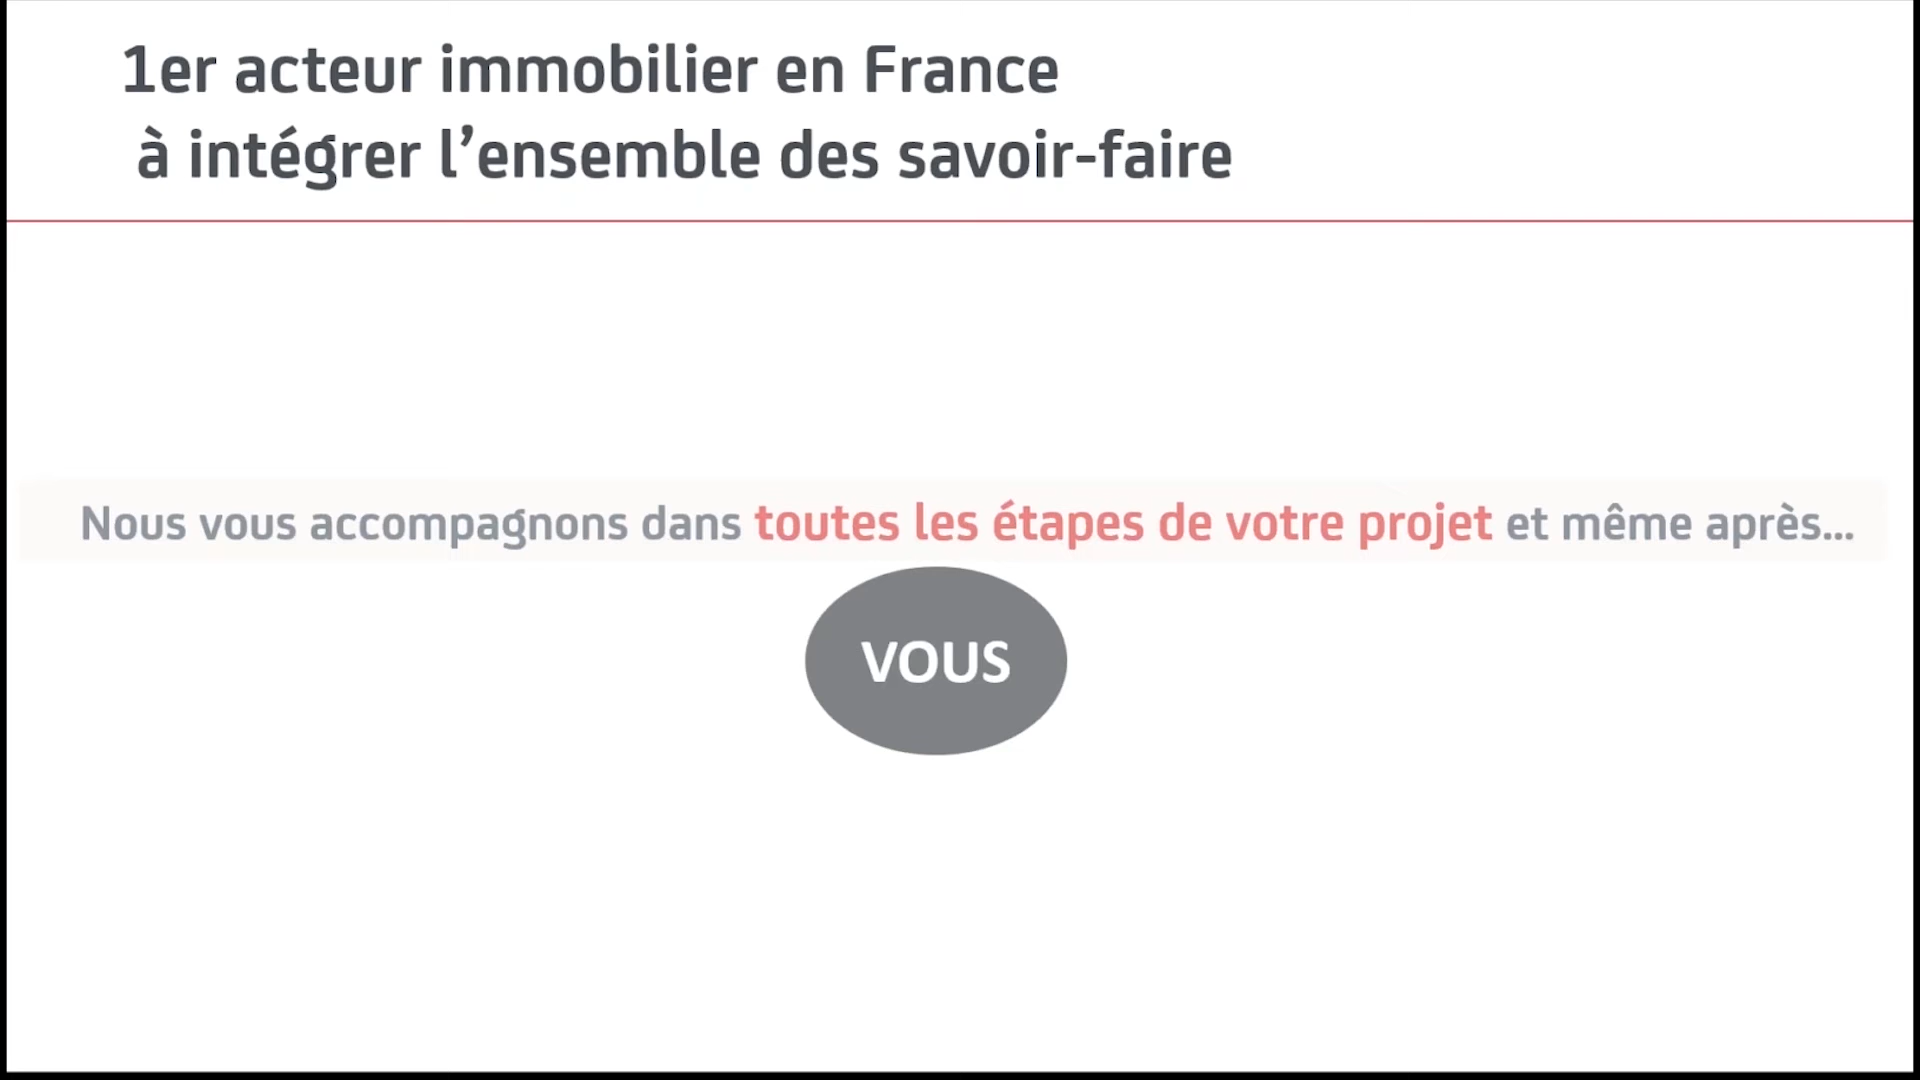 1er acteur immobilier en France
à intégrer l’ensemble des savoir-faire
Nous vous accompagnons dans toutes les étapes de votre projet et même après...
VOUS